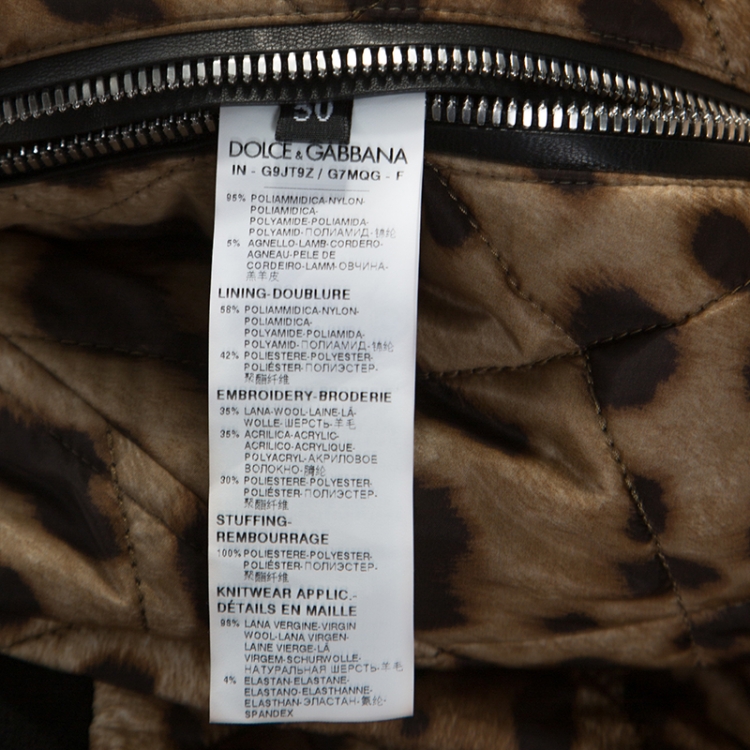 50
DOLCE & GABBANA
IN - G9JT9Z / G7MQG - F
95% POLIAMMIDICA-NYLON-
POLIAMIDICA-
POLYAMIDE-POLIAMIDA-
POLYAMID-ПОЛИАМИД-锦纶
5% AGNELLO-LAMB-CORDERO-
AGNEAU-PELE DE
CORDEIRO-LAMM-ОВЧИНА-
羔羊皮
LINING-DOUBLURE
58% POLIAMMIDICA-NYLON-
POLIAMIDICA-
POLYAMIDE-POLIAMIDA-
POLYAMID-ПОЛИАМИД-锦纶
42% POLIESTERE-POLYESTER-
POLIÉSTER-ПОЛИЭСТЕР-
聚酯纤维
EMBROIDERY-BRODERIE
35% LANA-WOOL-LAINE-LÃ-
WOLLE-ШЕРСТЬ-羊毛
35% ACRILICA-ACRYLIC-
ACRILICO-ACRYLIQUE-
POLYACRYL-АКРИЛОВОЕ
ВОЛОКНО-腈纶
30% POLIESTERE-POLYESTER-
POLIÉSTER-ПОЛИЭСТЕР-
聚酯纤维
STUFFING-
REMBOURRAGE
100% POLIESTERE-POLYESTER-
POLIÉSTER-ПОЛИЭСТЕР-
聚酯纤维
KNITWEAR APPLIC.-
DÉTAILS EN MAILLE
96% LANA VERGINE-VIRGIN
WOOL-LANA VIRGEN-
LAINE VIERGE-LÃ
VIRGEM-SCHURWOLLE-
НАТУРАЛЬНАЯ ШЕРСТЬ-羊毛
4% ELASTAN-ELASTANE-
ELASTANO-ELASTHANNE-
ELASTHAN-ЭЛАСТАН-氨纶-
SPANDEX